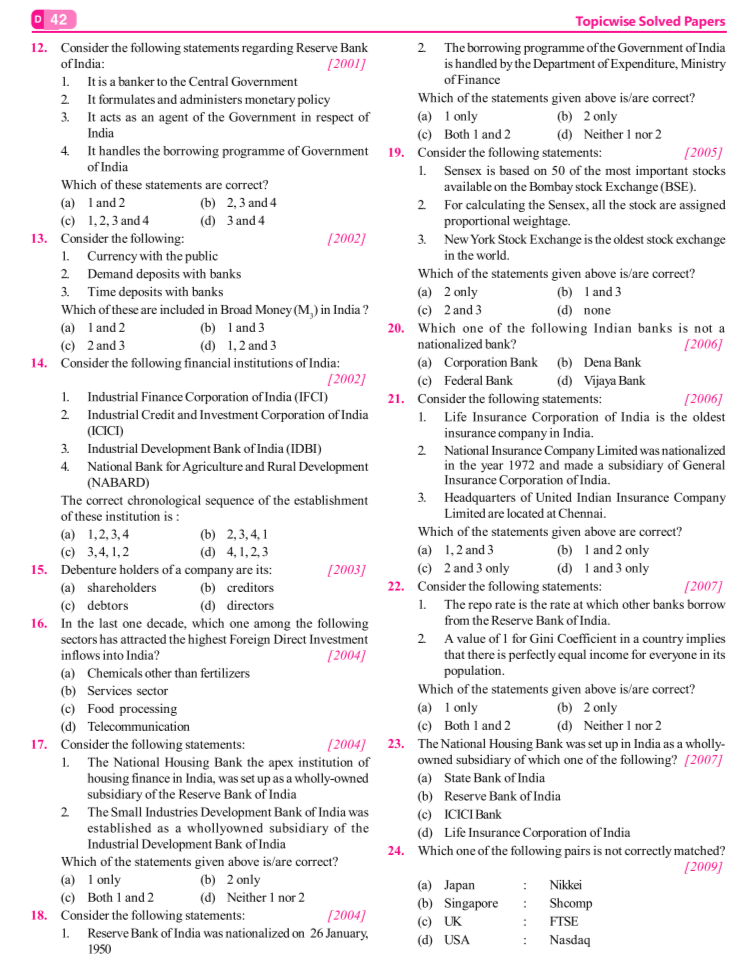 D 42
Topicwise Solved Papers
12. Consider the following statements regarding Reserve Bank
of India: [2001]
1. It is a banker to the Central Government
2. It formulates and administers monetary policy
3. It acts as an agent of the Government in respect of
India
4. It handles the borrowing programme of Government
of India
Which of these statements are correct?
(a) 1 and 2 (b) 2, 3 and 4
(c) 1, 2, 3 and 4 (d) 3 and 4
13. Consider the following: [2002]
1. Currency with the public
2. Demand deposits with banks
3. Time deposits with banks
Which of these are included in Broad Money (M3) in India ?
(a) 1 and 2 (b) 1 and 3
(c) 2 and 3 (d) 1, 2 and 3
14. Consider the following financial institutions of India:
[2002]
1. Industrial Finance Corporation of India (IFCI)
2. Industrial Credit and Investment Corporation of India
(ICICI)
3. Industrial Development Bank of India (IDBI)
4. National Bank for Agriculture and Rural Development
(NABARD)
The correct chronological sequence of the establishment
of these institution is :
(a) 1, 2, 3, 4 (b) 2, 3, 4, 1
(c) 3, 4, 1, 2 (d) 4, 1, 2, 3
15. Debenture holders of a company are its: [2003]
(a) shareholders (b) creditors
(c) debtors (d) directors
16. In the last one decade, which one among the following
sectors has attracted the highest Foreign Direct Investment
inflows into India? [2004]
(a) Chemicals other than fertilizers
(b) Services sector
(c) Food processing
(d) Telecommunication
17. Consider the following statements: [2004]
1. The National Housing Bank the apex institution of
housing finance in India, was set up as a wholly-owned
subsidiary of the Reserve Bank of India
2. The Small Industries Development Bank of India was
established as a whollyowned subsidiary of the
Industrial Development Bank of India
Which of the statements given above is/are correct?
(a) 1 only (b) 2 only
(c) Both 1 and 2 (d) Neither 1 nor 2
18. Consider the following statements: [2004]
1. Reserve Bank of India was nationalized on 26 January,
1950
2. The borrowing programme of the Government of India
is handled by the Department of Expenditure, Ministry
of Finance
Which of the statements given above is/are correct?
(a) 1 only (b) 2 only
(c) Both 1 and 2 (d) Neither 1 nor 2
19. Consider the following statements: [2005]
1. Sensex is based on 50 of the most important stocks
available on the Bombay stock Exchange (BSE).
2. For calculating the Sensex, all the stock are assigned
proportional weightage.
3. New York Stock Exchange is the oldest stock exchange
in the world.
Which of the statements given above is/are correct?
(a) 2 only (b) 1 and 3
(c) 2 and 3 (d) none
20. Which one of the following Indian banks is not a
nationalized bank? [2006]
(a) Corporation Bank (b) Dena Bank
(c) Federal Bank (d) Vijaya Bank
21. Consider the following statements: [2006]
1. Life Insurance Corporation of India is the oldest
insurance company in India.
2. National Insurance Company Limited was nationalized
in the year 1972 and made a subsidiary of General
Insurance Corporation of India.
3. Headquarters of United Indian Insurance Company
Limited are located at Chennai.
Which of the statements given above are correct?
(a) 1, 2 and 3 (b) 1 and 2 only
(c) 2 and 3 only (d) 1 and 3 only
22. Consider the following statements: [2007]
1. The repo rate is the rate at which other banks borrow
from the Reserve Bank of India.
2. A value of 1 for Gini Coefficient in a country implies
that there is perfectly equal income for everyone in its
population.
Which of the statements given above is/are correct?
(a) 1 only (b) 2 only
(c) Both 1 and 2 (d) Neither 1 nor 2
23. The National Housing Bank was set up in India as a wholly-
owned subsidiary of which one of the following? [2007]
(a) State Bank of India
(b) Reserve Bank of India
(c) ICICI Bank
(d) Life Insurance Corporation of India
24. Which one of the following pairs is not correctly matched?
[2009]
(a) Japan : Nikkei
(b) Singapore : Shcomp
(c) UK : FTSE
(d) USA : Nasdaq